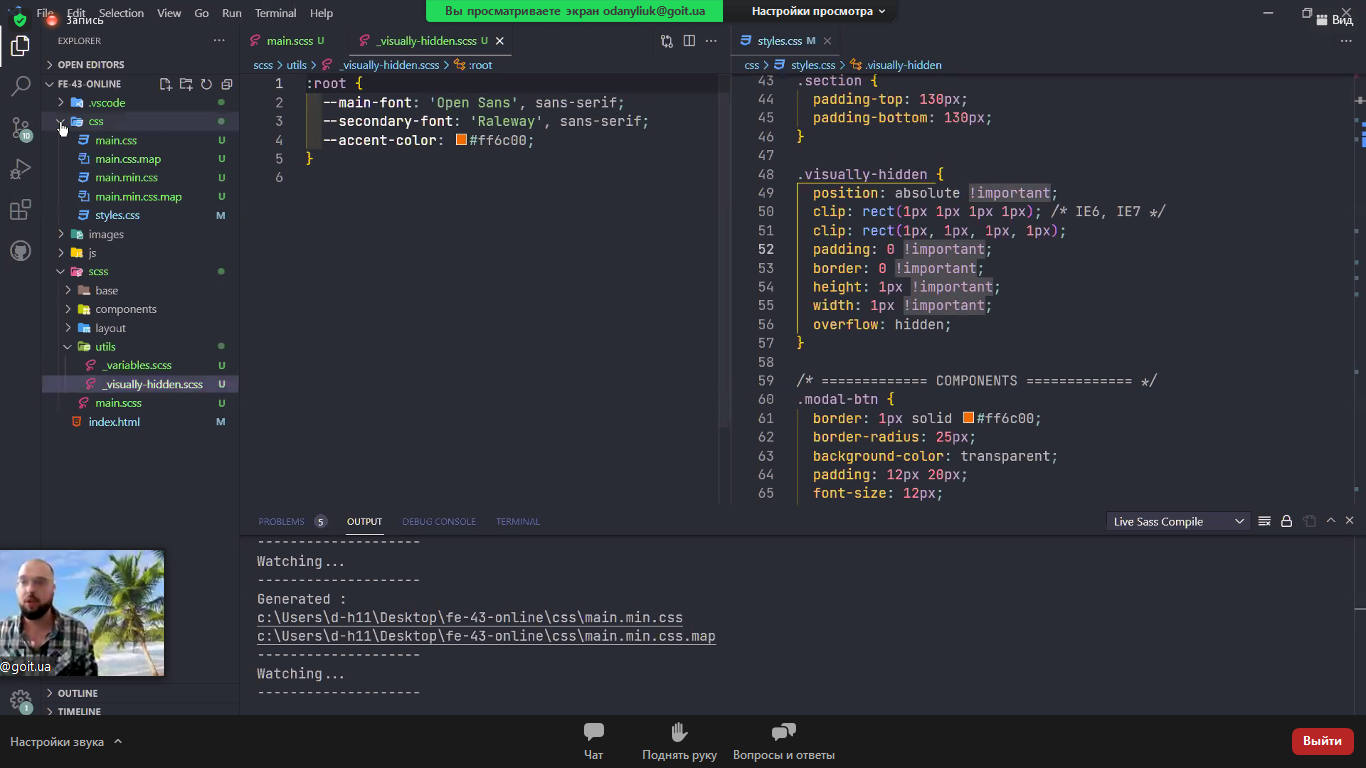 File Edit Selection View Go Run Terminal Help
Запись
Вы просматриваете экран odanyliuk@goit.ua
Настройки просмотра
Вид
EXPLORER
OPEN EDITORS
FE-43-ONLINE
.vscode
css
main.css U
main.css.map U
main.min.css U
main.min.css.map U
styles.css M
images
js
scss
base
components
layout
utils
_variables.scss U
_visually-hidden.scss U
main.scss U
index.html M
OUTLINE
TIMELINE
10
1
main.scss U
_visually-hidden.scss U
scss > utils > _visually-hidden.scss > :root
1 :root {
2 --main-font: 'Open Sans', sans-serif;
3 --secondary-font: 'Raleway', sans-serif;
4 --accent-color: #ff6c00;
5 }
6
styles.css M
css > styles.css > .visually-hidden
43 .section {
44 padding-top: 130px;
45 padding-bottom: 130px;
46 }
47
48 .visually-hidden {
49 position: absolute !important;
50 clip: rect(1px 1px 1px 1px); /* IE6, IE7 */
51 clip: rect(1px, 1px, 1px, 1px);
52 padding: 0 !important;
53 border: 0 !important;
54 height: 1px !important;
55 width: 1px !important;
56 overflow: hidden;
57 }
58
59 /* ============= COMPONENTS ============= */
60 .modal-btn {
61 border: 1px solid #ff6c00;
62 border-radius: 25px;
63 background-color: transparent;
64 padding: 12px 20px;
65 font-size: 12px;
PROBLEMS 5 OUTPUT DEBUG CONSOLE TERMINAL
Live Sass Compile
--------------------
Watching...
--------------------
Generated :
c:\Users\d-h11\Desktop\fe-43-online\css\main.min.css
c:\Users\d-h11\Desktop\fe-43-online\css\main.min.css.map
--------------------
Watching...
--------------------
@goit.ua
Настройки звука
Чат
Поднять руку
Вопросы и ответы
Выйти